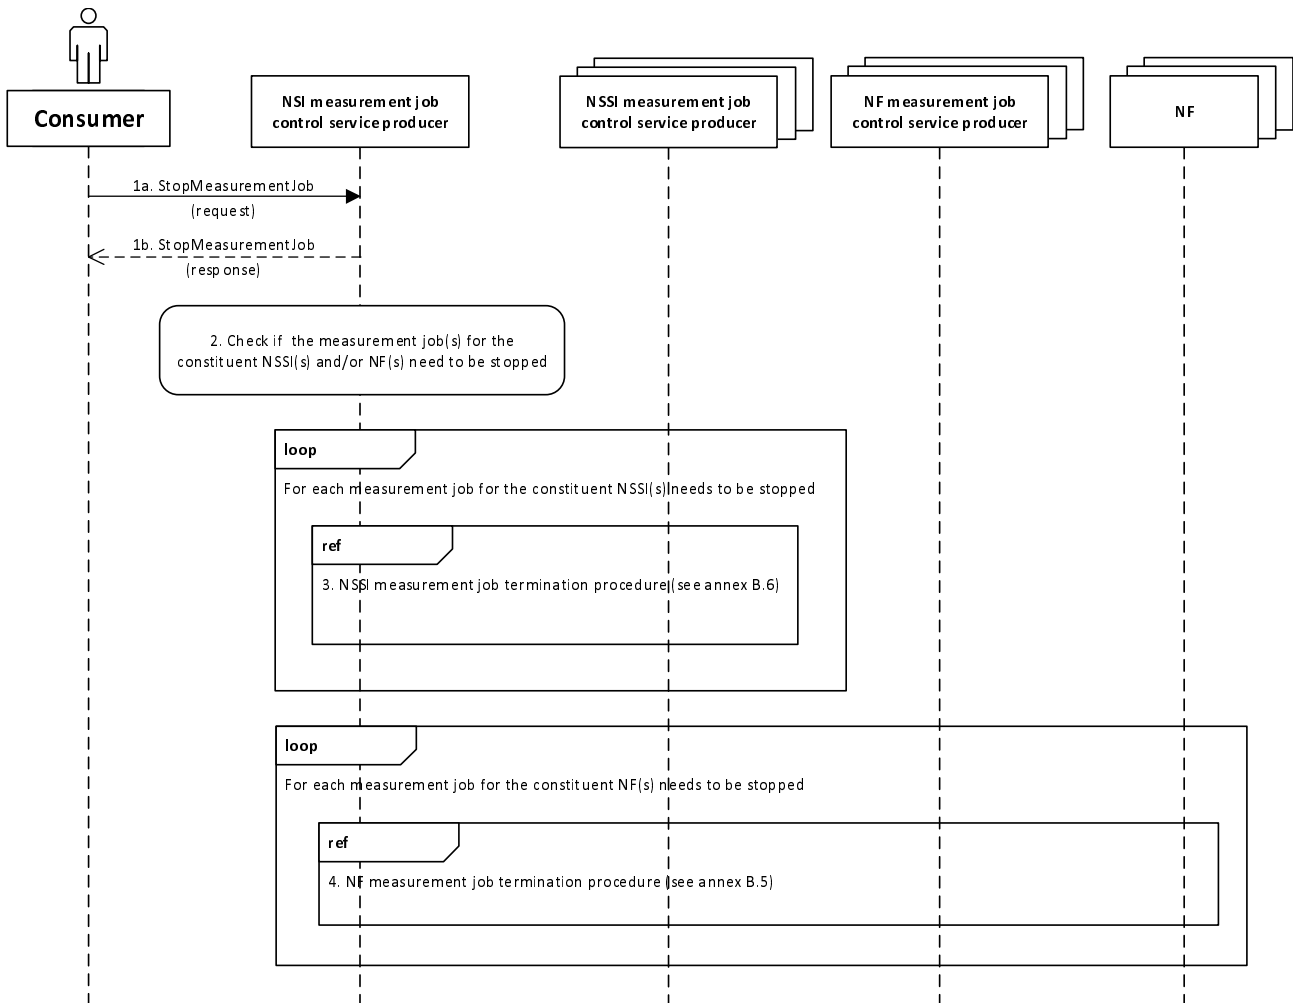 Consumer
NSI measurement job
control service producer
NSSI measurement job
control service producer
NF measurement job
control service producer
NF
1a. StopMeasurementJob
(request)
1b. StopMeasurementJob
(response)
2. Check if the measurement job(s) for the
constituent NSSI(s) and/or NF(s) need to be stopped
loop
For each measurement job for the constituent NSSI(s) needs to be stopped
ref
3. NSSI measurement job termination procedure (see annex B.6)
loop
For each measurement job for the constituent NF(s) needs to be stopped
ref
4. NF measurement job termination procedure (see annex B.5)